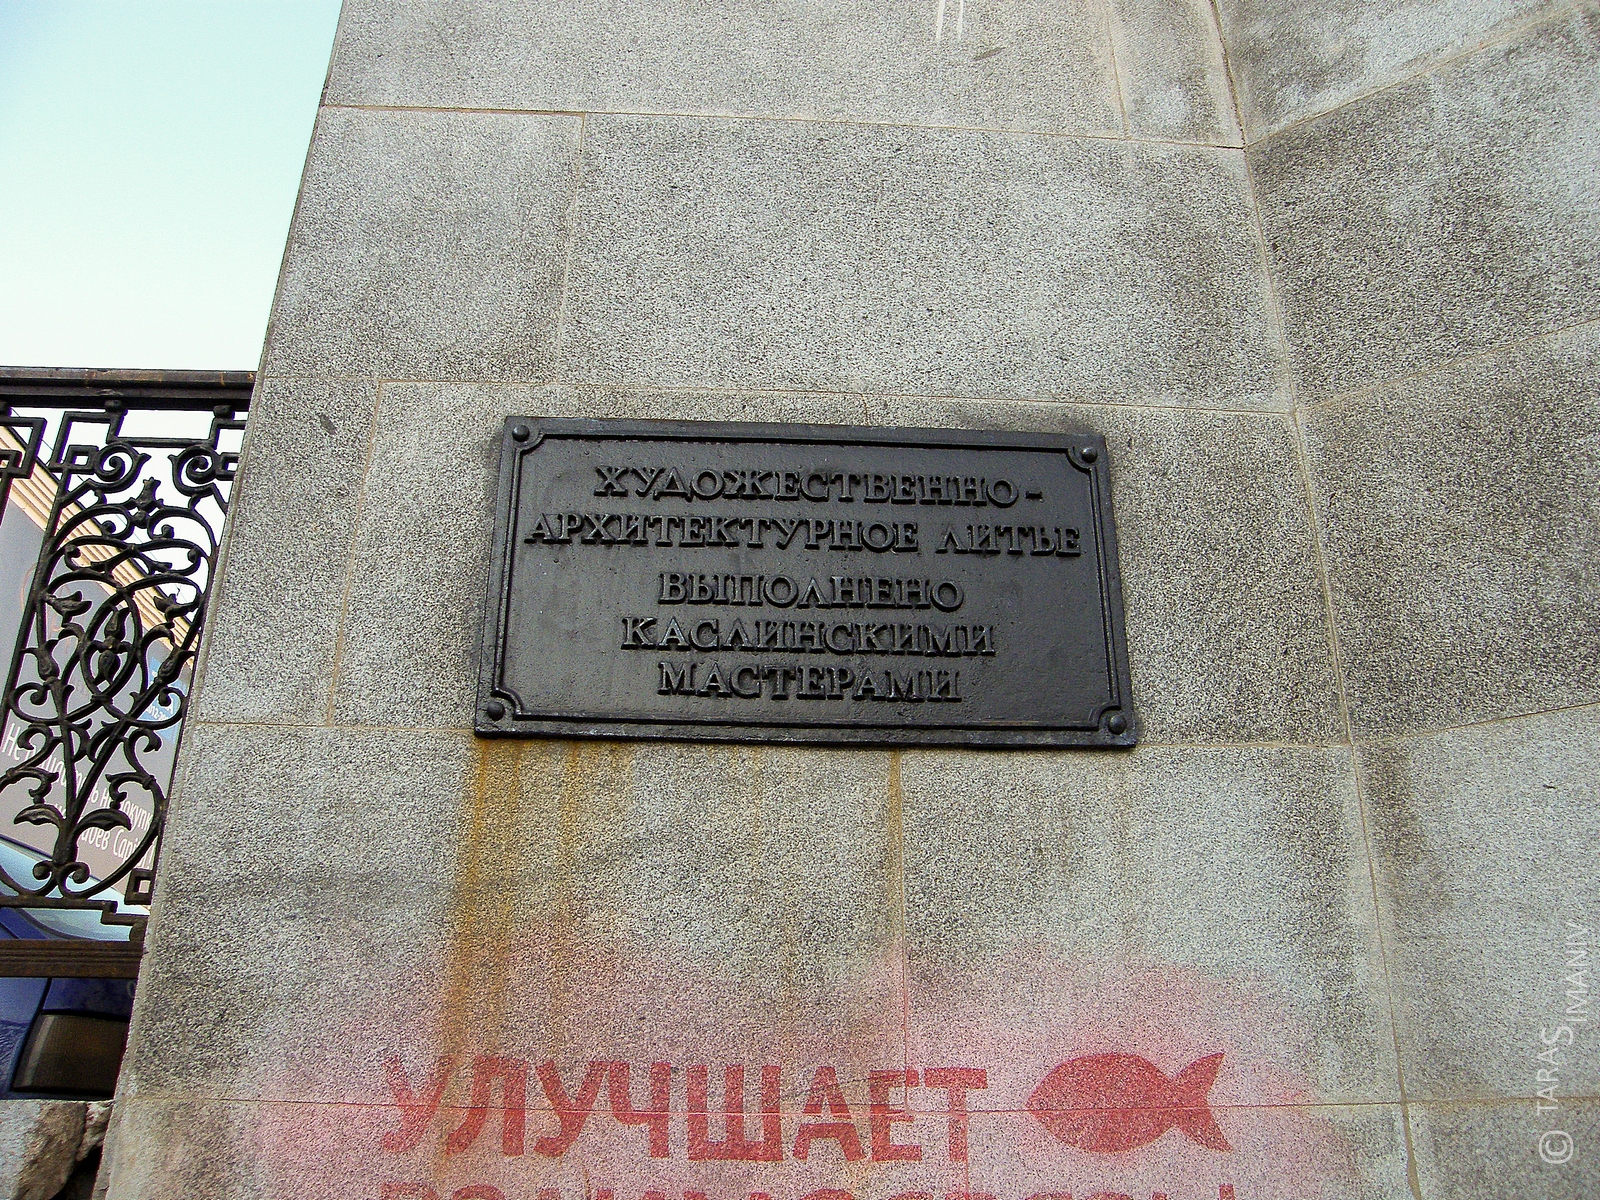 ХУДОЖЕСТВЕННО-
АРХИТЕКТУРНОЕ ЛИТЬЕ
ВЫПОЛНЕНО
КАСЛИНСКИМИ
МАСТЕРАМИ
УЛУЧШАЕТ
© TARAS IMANIV